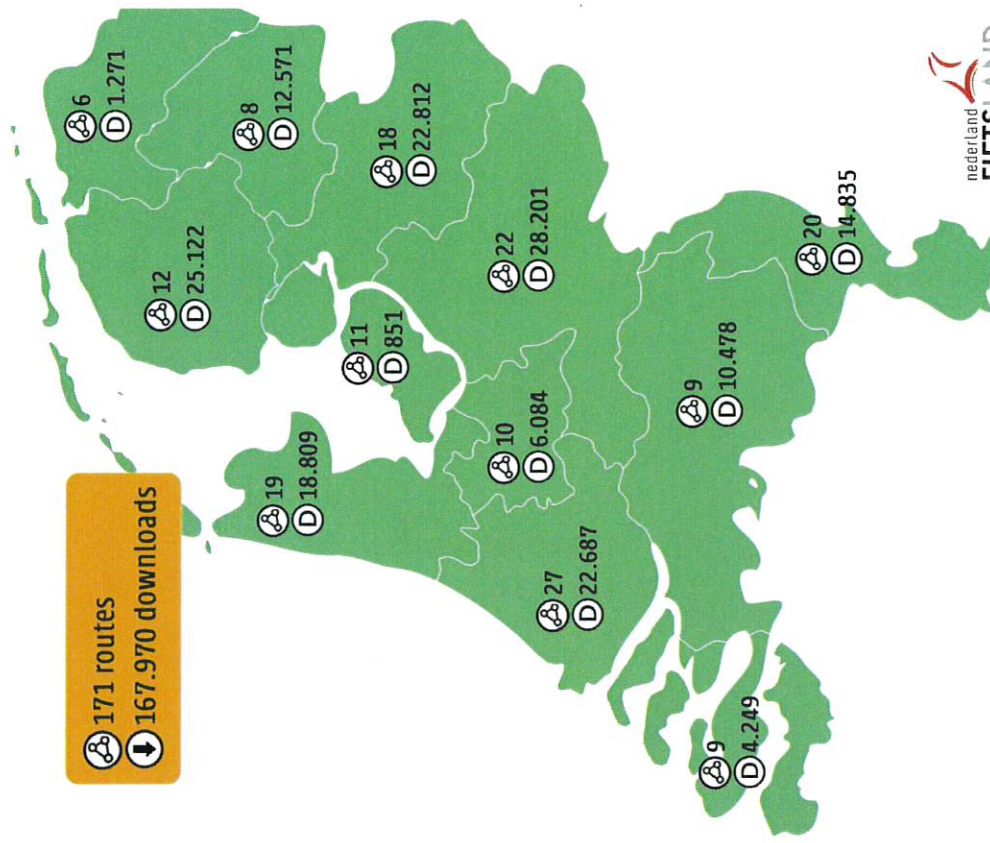 171 routes
167.970 downloads
6
D 1.271
12
D 25.122
8
D 12.571
19
D 18.809
11
D 851
18
D 22.812
22
D 28.201
10
D 6.084
27
D 22.687
9
D 10.478
20
D 14.835
9
D 4.249
nederland
FIETSLAND